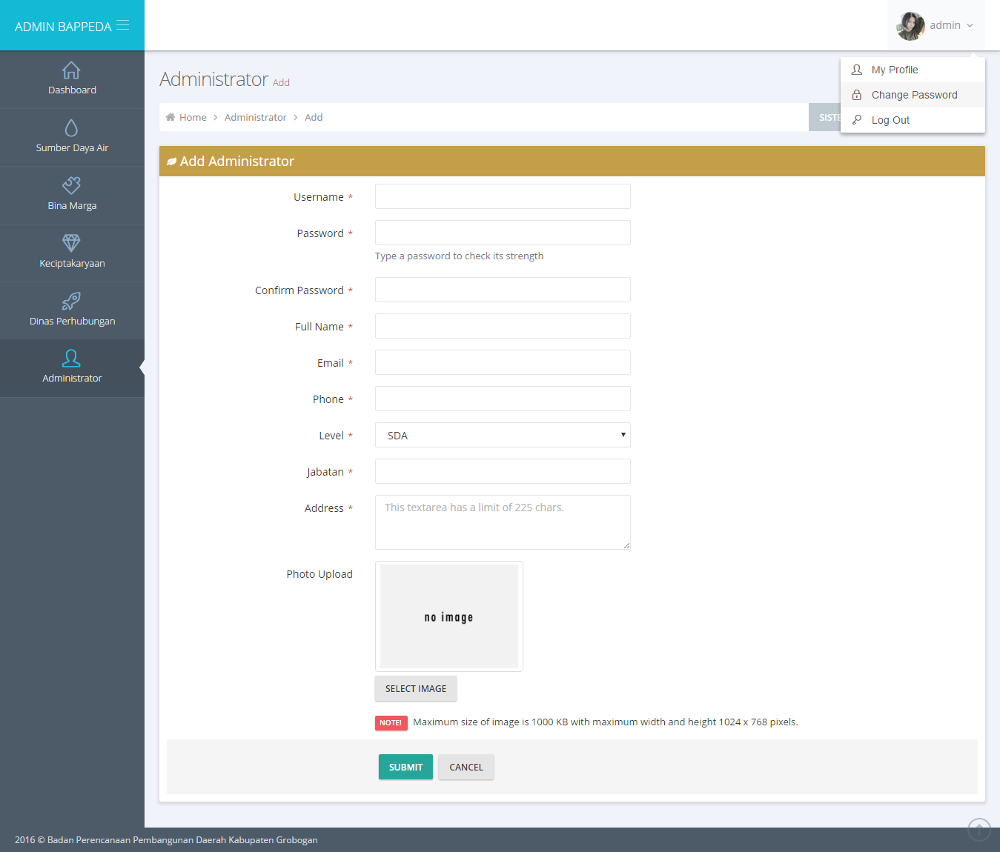 ADMIN BAPPEDA
admin
My Profile
Change Password
Log Out
Dashboard
Sumber Daya Air
Bina Marga
Keciptakaryaan
Dinas Perhubungan
Administrator
Administrator Add
Home > Administrator > Add
Add Administrator
Username *
Password *
Type a password to check its strength
Confirm Password *
Full Name *
Email *
Phone *
Level * SDA
Jabatan *
Address * This textarea has a limit of 225 chars.
Photo Upload
no image
SELECT IMAGE
NOTE! Maximum size of image is 1000 KB with maximum width and height 1024 x 768 pixels.
SUBMIT CANCEL
2016 © Badan Perencanaan Pembangunan Daerah Kabupaten Grobogan